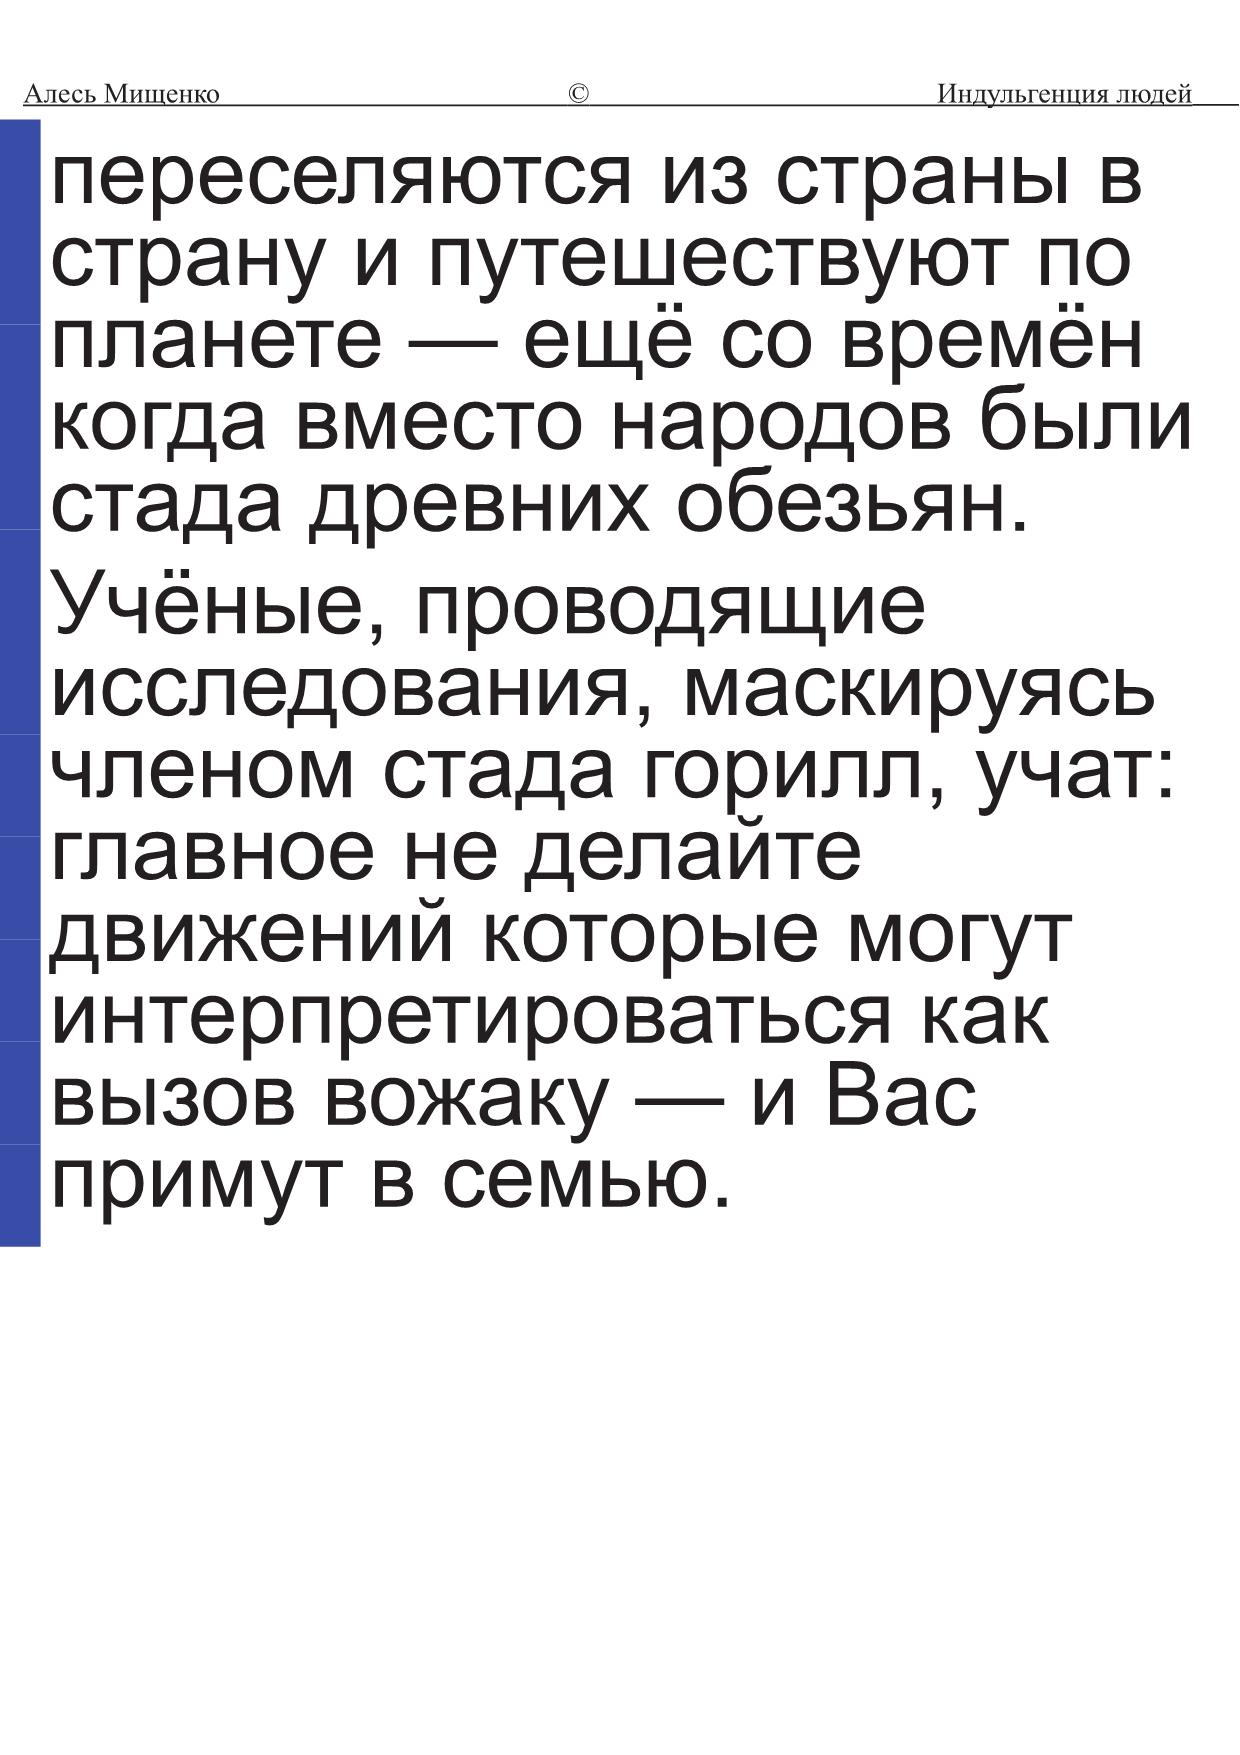 Алесь Мищенко © Индульгенция людей
переселяются из страны в
страну и путешествуют по
планете — ещё со времён
когда вместо народов были
стада древних обезьян.
Учёные, проводящие
исследования, маскируясь
членом стада горилл, учат:
главное не делайте
движений которые могут
интерпретироваться как
вызов вожаку — и Вас
примут в семью.